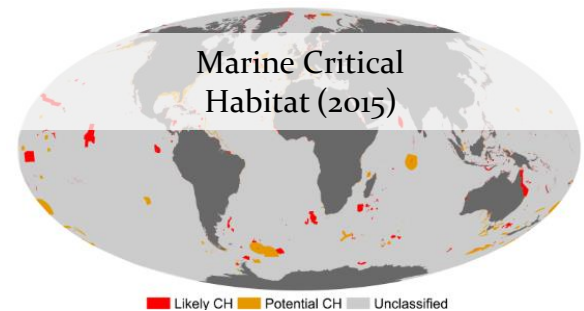 Marine Critical
Habitat (2015)
Likely CH Potential CH Unclassified